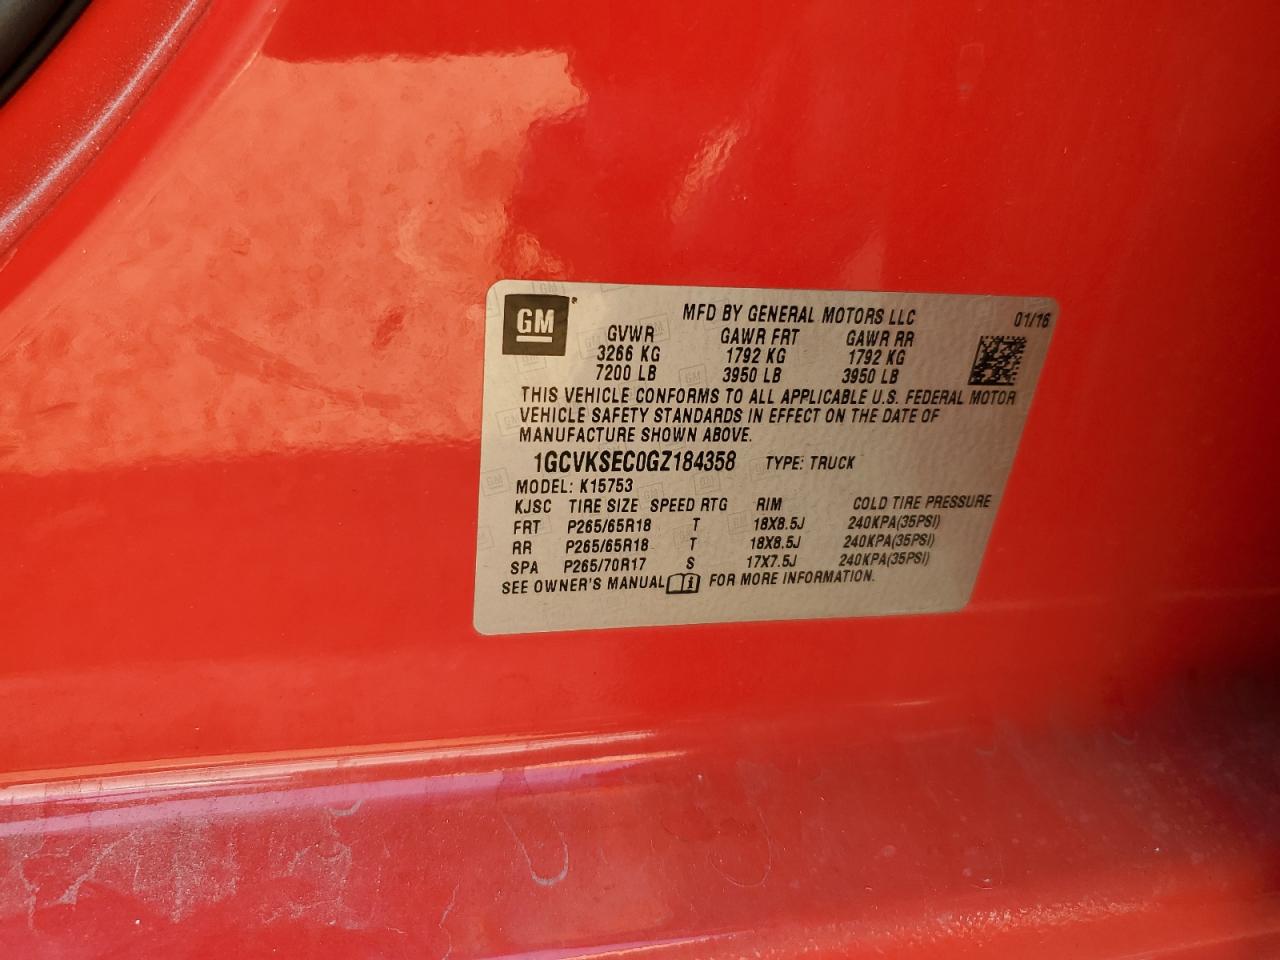 GM® MFD BY GENERAL MOTORS LLC 01/16
GVWR GAWR FRT GAWR RR
3266 KG 1792 KG 1792 KG
7200 LB 3950 LB 3950 LB
THIS VEHICLE CONFORMS TO ALL APPLICABLE U.S. FEDERAL MOTOR
VEHICLE SAFETY STANDARDS IN EFFECT ON THE DATE OF
MANUFACTURE SHOWN ABOVE.
1GCVKSEC0GZ184358 TYPE: TRUCK
MODEL: K15753
KJSC TIRE SIZE SPEED RTG RIM COLD TIRE PRESSURE
FRT P265/65R18 T 18X8.5J 240KPA(35PSI)
RR P265/65R18 T 18X8.5J 240KPA(35PSI)
SPA P265/70R17 S 17X7.5J 240KPA(35PSI)
SEE OWNER'S MANUAL FOR MORE INFORMATION.